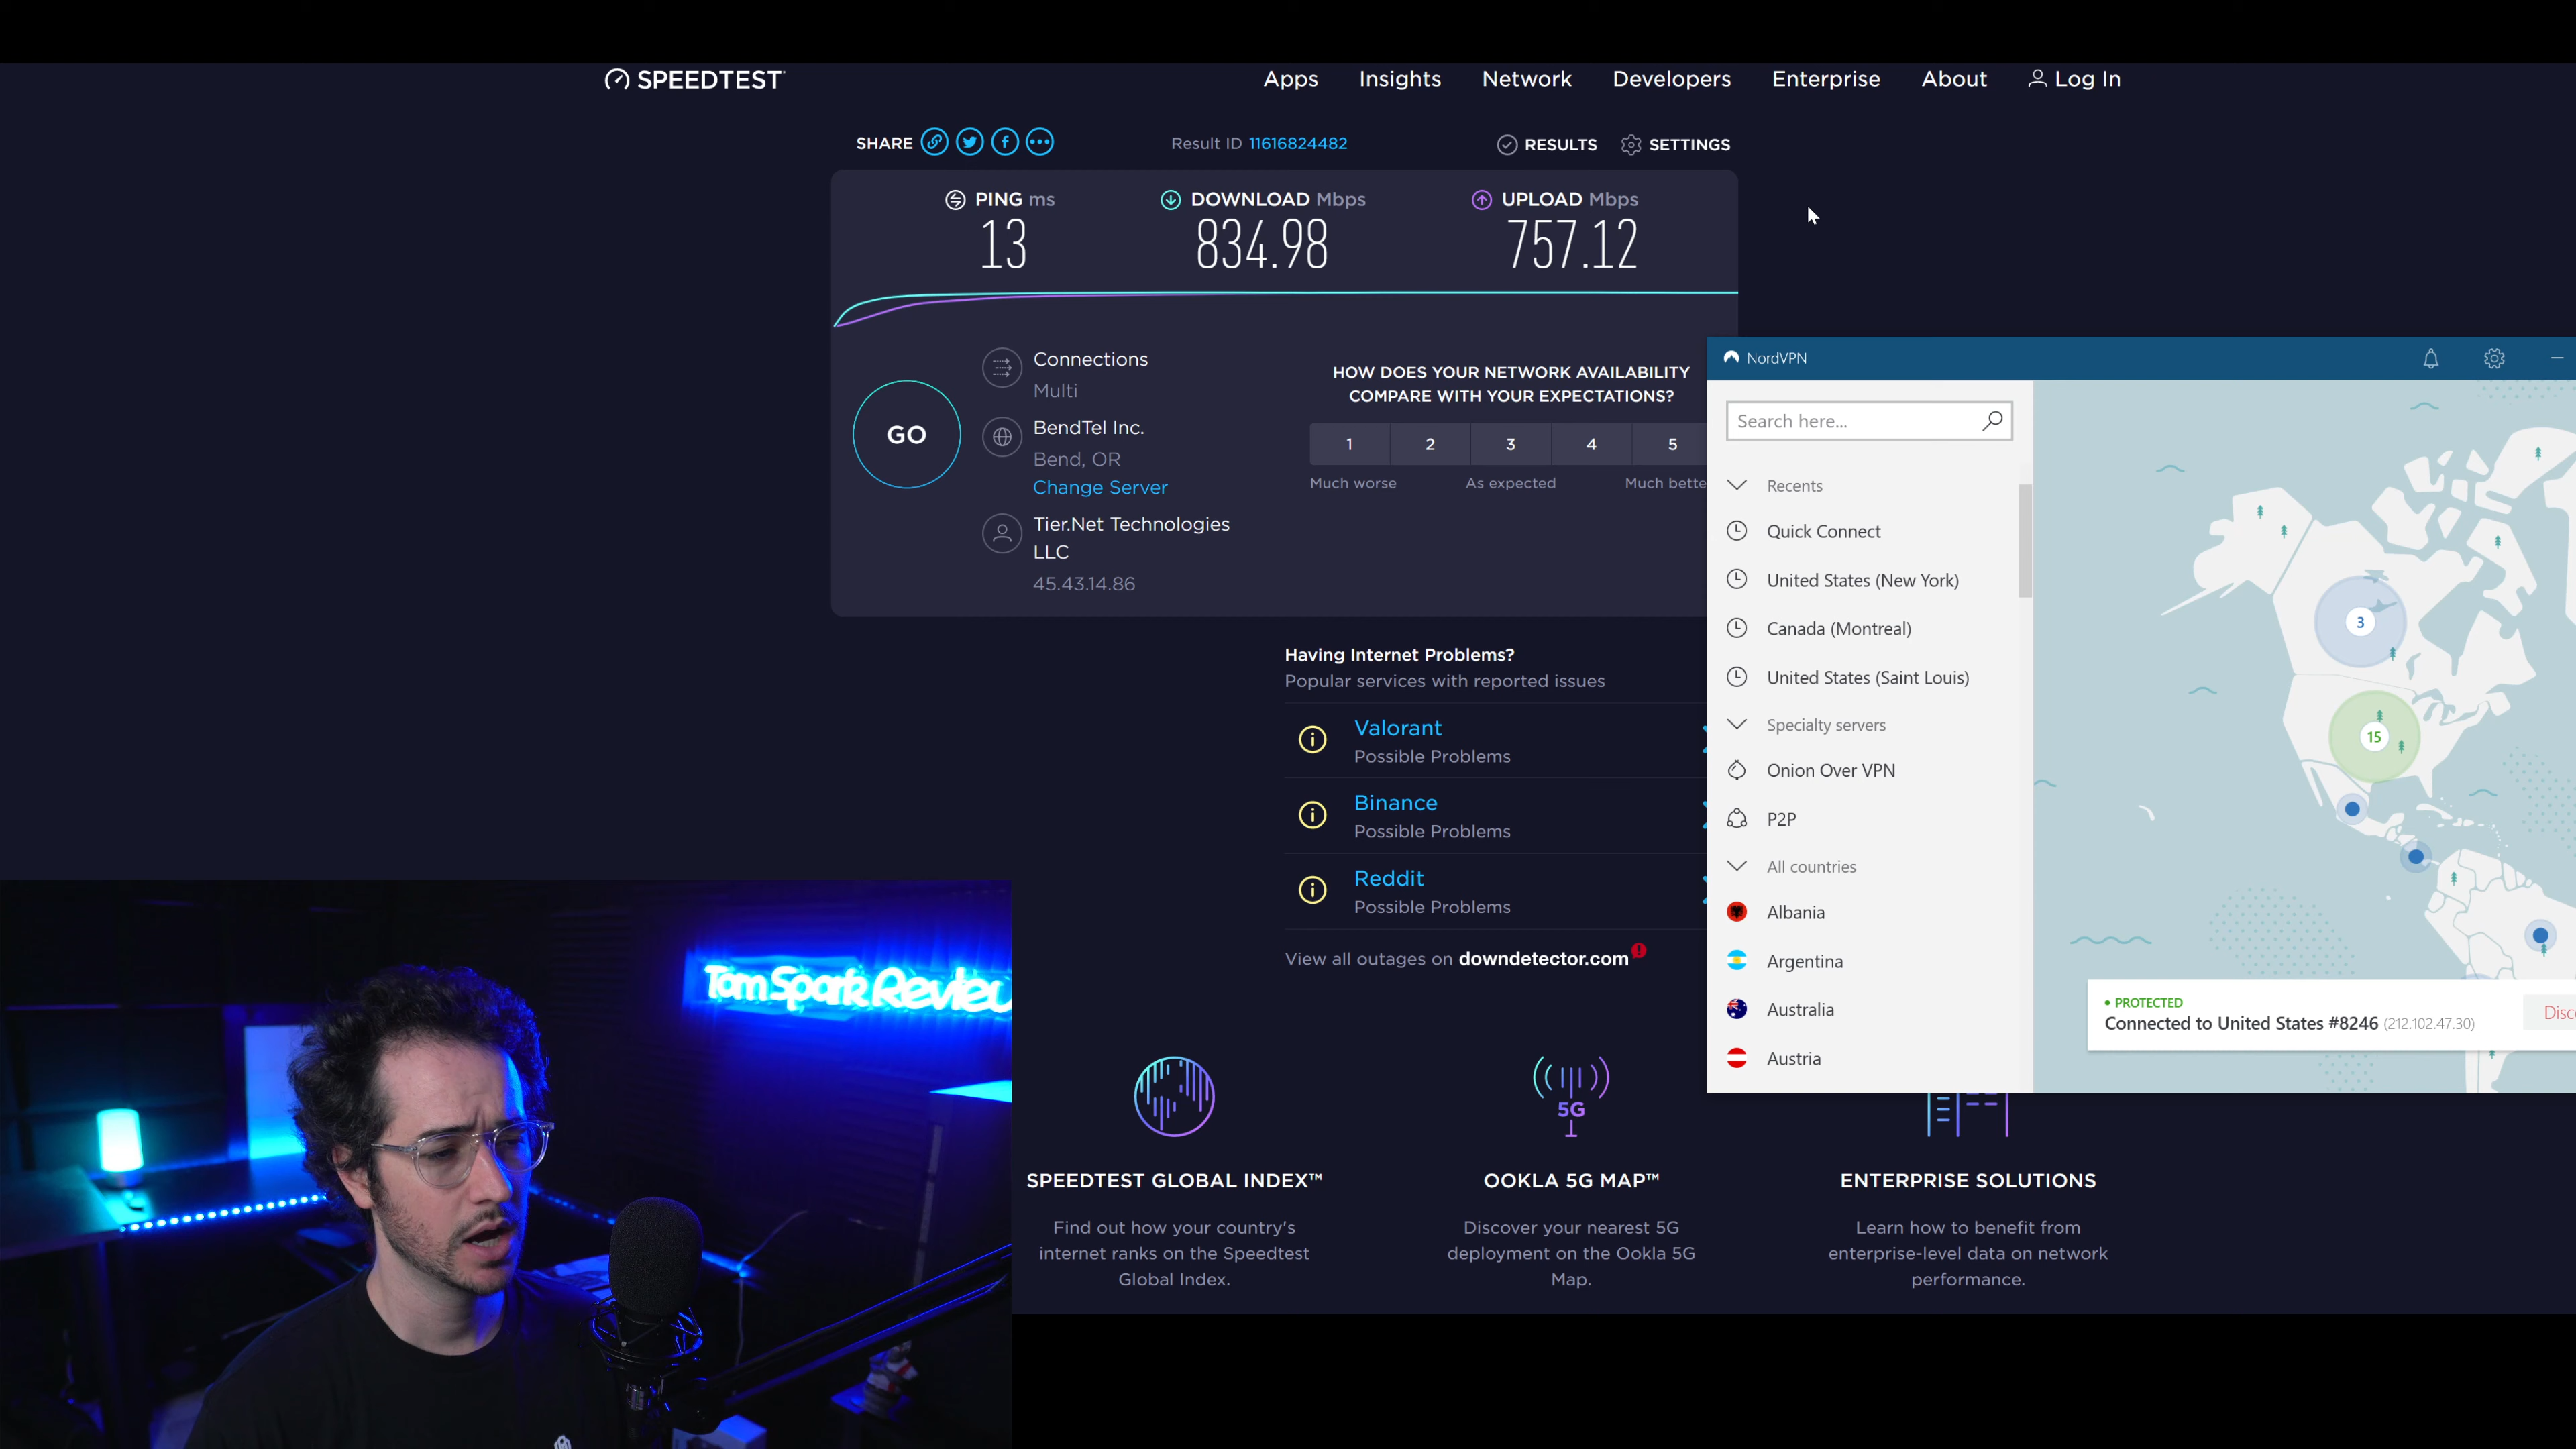 SPEEDTEST
Apps Insights Network Developers Enterprise About Log In
SHARE
Result ID 11616824482
RESULTS SETTINGS
PING ms
13
DOWNLOAD Mbps
834.98
UPLOAD Mbps
757.12
GO
Connections
Multi
BendTel Inc.
Bend, OR
Change Server
Tier.Net Technologies
LLC
45.43.14.86
HOW DOES YOUR NETWORK AVAILABILITY
COMPARE WITH YOUR EXPECTATIONS?
1 2 3 4 5
Much worse As expected Much bette
Having Internet Problems?
Popular services with reported issues
Valorant
Possible Problems
Binance
Possible Problems
Reddit
Possible Problems
View all outages on downdetector.com
NordVPN
Search here...
Recents
Quick Connect
United States (New York)
Canada (Montreal)
United States (Saint Louis)
Specialty servers
Onion Over VPN
P2P
All countries
Albania
Argentina
Australia
Austria
3
15
PROTECTED
Connected to United States #8246 (212.102.47.30)
Disc
Tom Spark Review
5G
SPEEDTEST GLOBAL INDEX™
Find out how your country's
internet ranks on the Speedtest
Global Index.
OOKLA 5G MAP™
Discover your nearest 5G
deployment on the Ookla 5G
Map.
ENTERPRISE SOLUTIONS
Learn how to benefit from
enterprise-level data on network
performance.